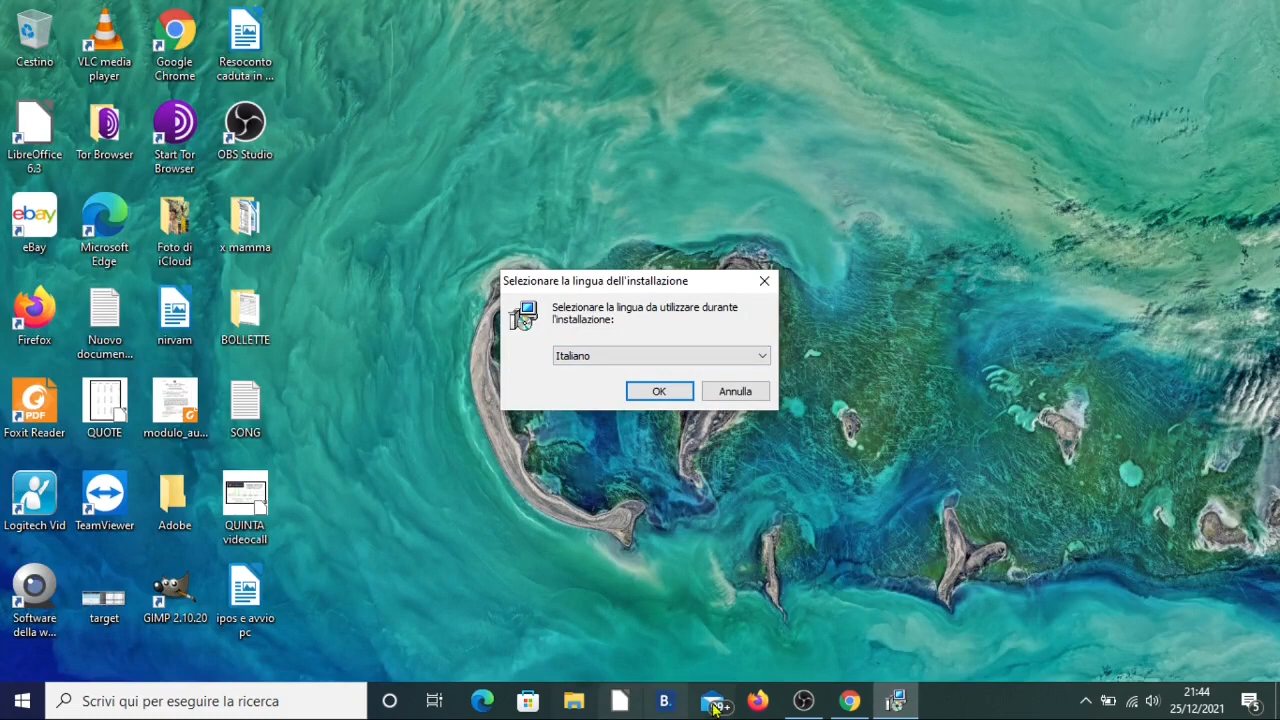 Cestino
VLC media
player
Google
Chrome
Resoconto
caduta in ...
LibreOffice
6.3
Tor Browser
Start Tor
Browser
OBS Studio
ebay
eBay
Microsoft
Edge
Foto di
iCloud
x mamma
Firefox
Nuovo
documen...
nirvam
BOLLETTE
PDF
Foxit Reader
QUOTE
modulo_au...
SONG
Logitech Vid
TeamViewer
Adobe
QUINTA
videocall
Software
della w...
target
GIMP 2.10.20
ipos e avvio
pc
Selezionare la lingua dell'installazione
Selezionare la lingua da utilizzare durante
l'installazione:
Italiano
OK
Annulla
Scrivi qui per eseguire la ricerca
B.
99+
21:44
25/12/2021
5